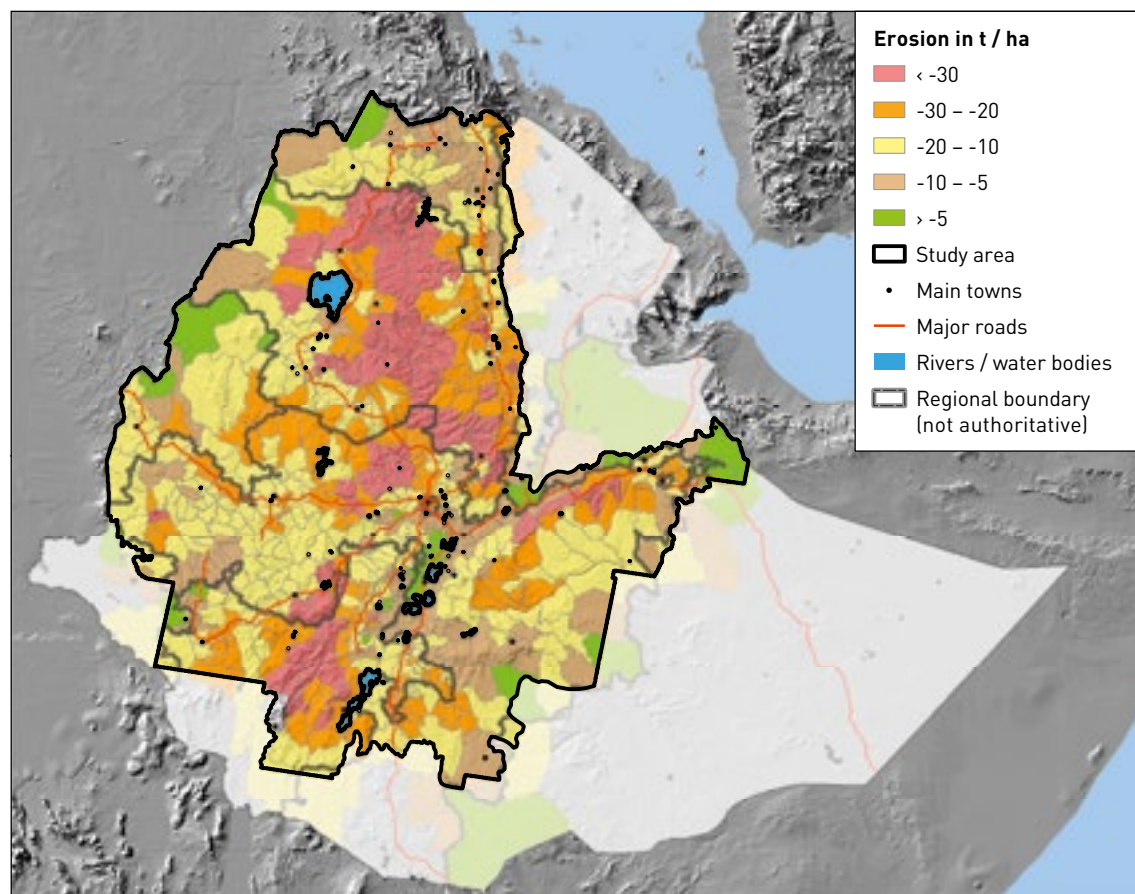 Erosion in t / ha
‹ -30
-30 – -20
-20 – -10
-10 – -5
› -5
Study area
Main towns
Major roads
Rivers / water bodies
Regional boundary
(not authoritative)